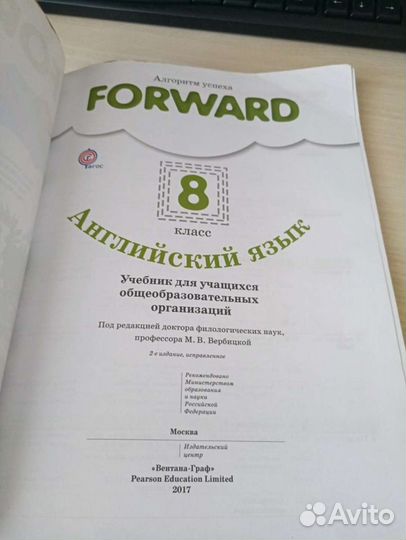 Алгоритм успеха
FORWARD
ФГОС
8
класс
Английский язык
Учебник для учащихся
общеобразовательных
организаций
Под редакцией доктора филологических наук,
профессора М. В. Вербицкой
2-е издание, исправленное
Рекомендовано
Министерством
образования
и науки
Российской
Федерации
Москва
Издательский
центр
«Вентана-Граф»
Pearson Education Limited
2017
Avito